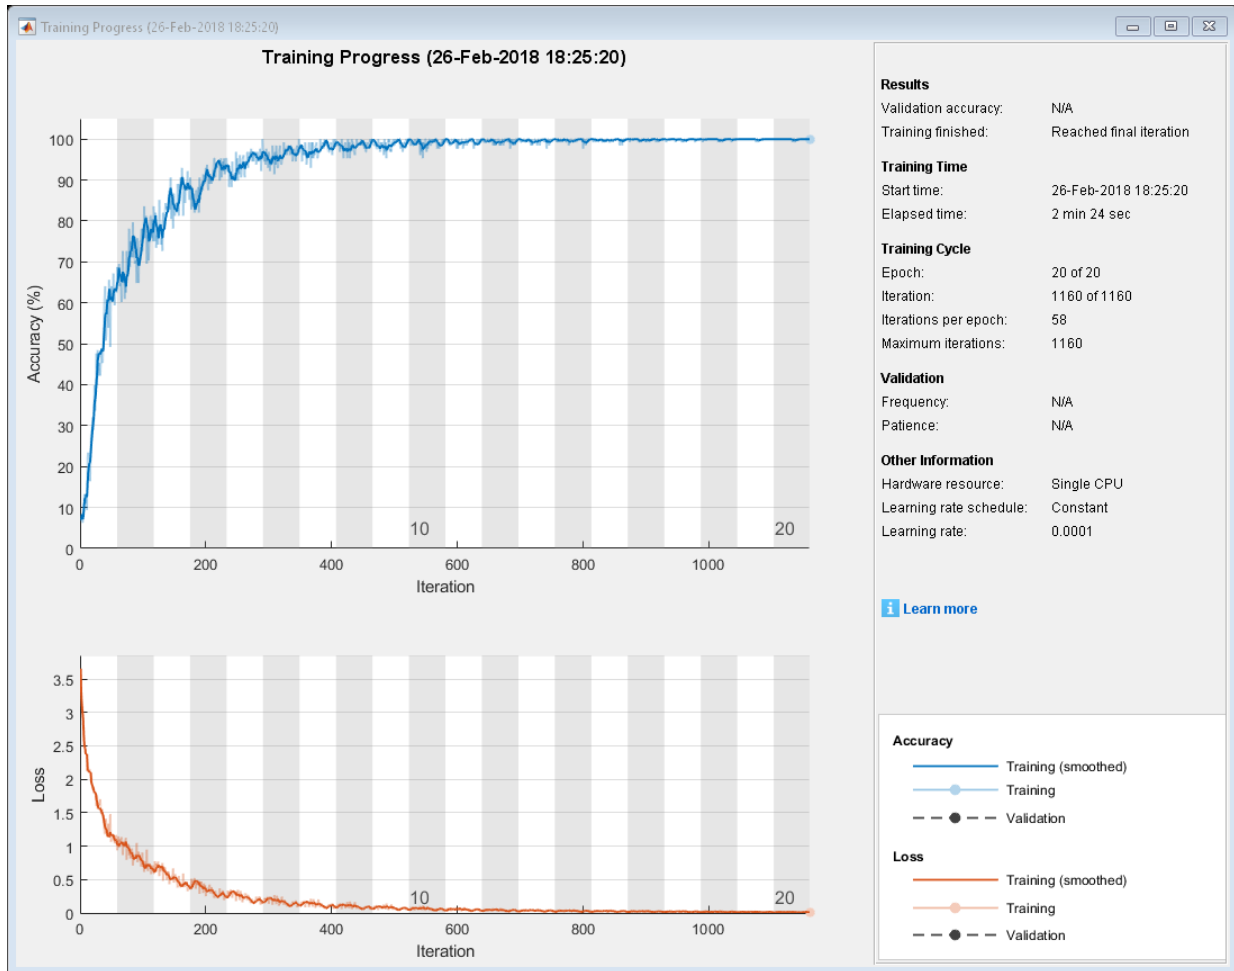 Training Progress (26-Feb-2018 18:25:20)
Training Progress (26-Feb-2018 18:25:20)
Accuracy (%)
100
90
80
70
60
50
40
30
20
10
0
10
20
0 200 400 600 800 1000
Iteration
Loss
3.5
3
2.5
2
1.5
1
0.5
0
10
20
0 200 400 600 800 1000
Iteration
Results
Validation accuracy: N/A
Training finished: Reached final iteration
Training Time
Start time: 26-Feb-2018 18:25:20
Elapsed time: 2 min 24 sec
Training Cycle
Epoch: 20 of 20
Iteration: 1160 of 1160
Iterations per epoch: 58
Maximum iterations: 1160
Validation
Frequency: N/A
Patience: N/A
Other Information
Hardware resource: Single CPU
Learning rate schedule: Constant
Learning rate: 0.0001
i Learn more
Accuracy
Training (smoothed)
Training
Validation
Loss
Training (smoothed)
Training
Validation